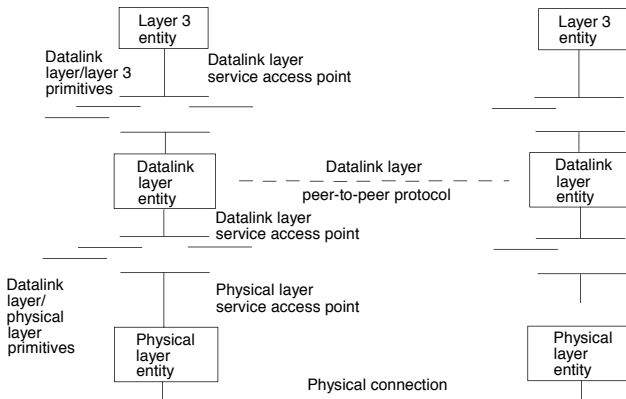 Layer 3
entity
Layer 3
entity
Datalink
layer/layer 3
primitives
Datalink layer
service access point
Datalink
layer
entity
Datalink layer
peer-to-peer protocol
Datalink
layer
entity
Datalink layer
service access point
Datalink
layer/
physical
layer
primitives
Physical layer
service access point
Physical
layer
entity
Physical
layer
entity
Physical connection